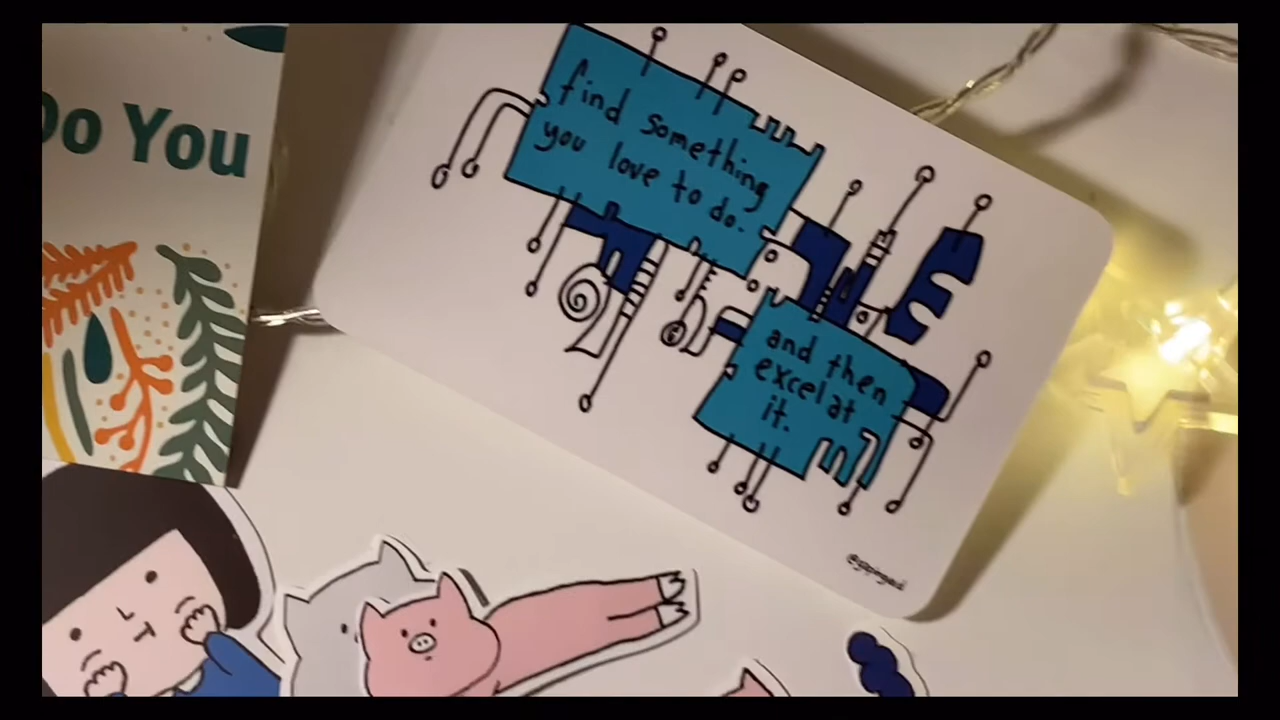 Do You
find something
you love to do.
and then
excel at
it.